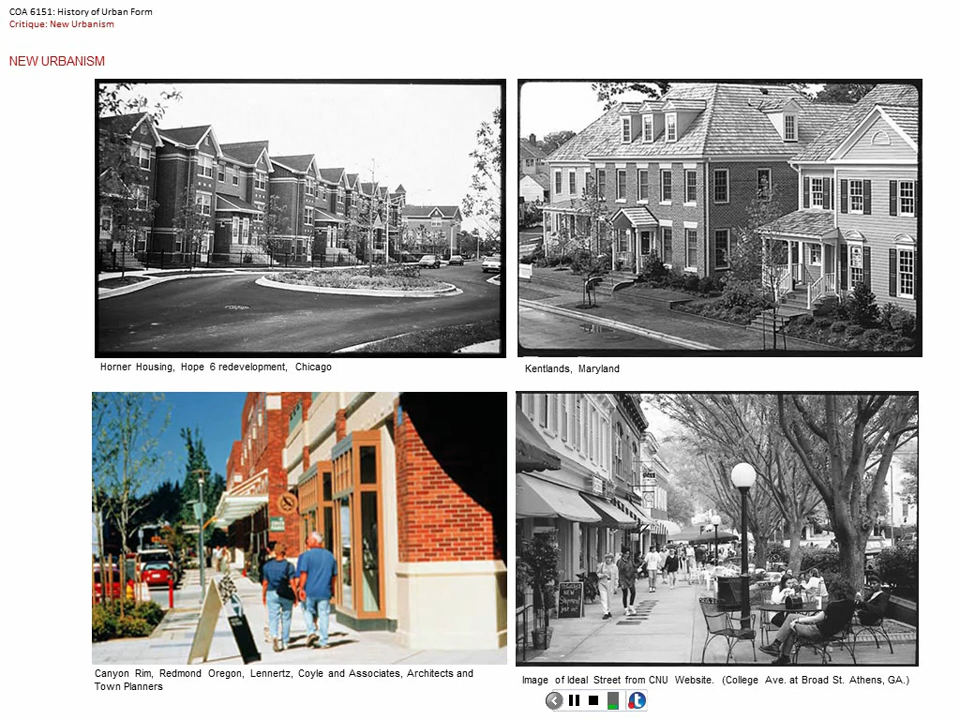 COA 6151: History of Urban Form
Critique: New Urbanism
NEW URBANISM
Horner Housing, Hope 6 redevelopment, Chicago
Kentlands, Maryland
Canyon Rim, Redmond Oregon, Lennertz, Coyle and Associates, Architects and
Town Planners
Image of Ideal Street from CNU Website. (College Ave. at Broad St. Athens, GA.)